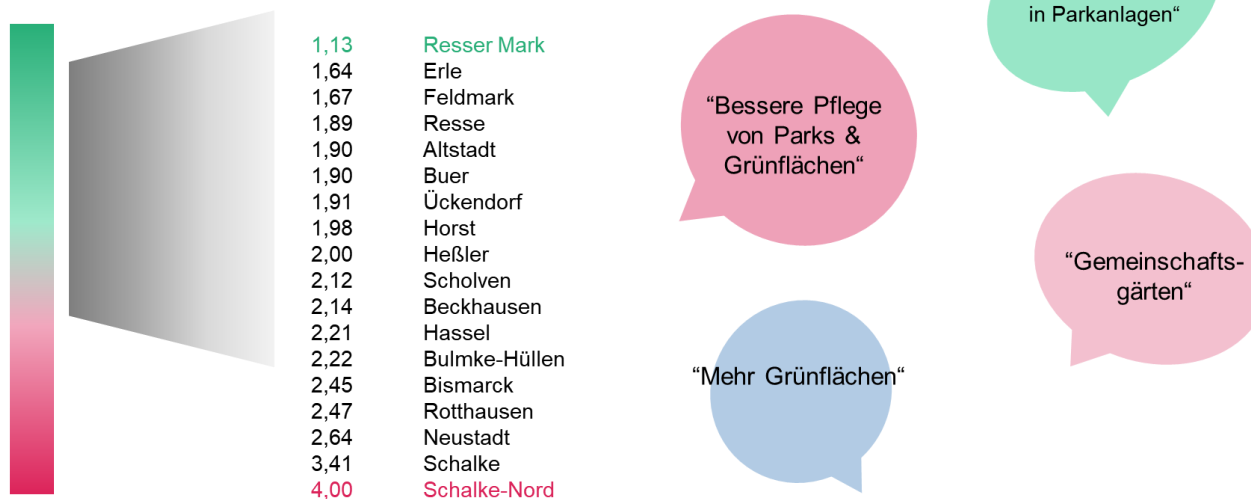 1,13 Resser Mark
1,64 Erle
1,67 Feldmark
1,89 Resse
1,90 Altstadt
1,90 Buer
1,91 Ückendorf
1,98 Horst
2,00 Heßler
2,12 Scholven
2,14 Beckhausen
2,21 Hassel
2,22 Bulmke-Hüllen
2,45 Bismarck
2,47 Rotthausen
2,64 Neustadt
3,41 Schalke
4,00 Schalke-Nord
“Bessere Pflege
von Parks &
Grünflächen“
“Mehr Grünflächen“
in Parkanlagen“
“Gemeinschafts-
gärten“